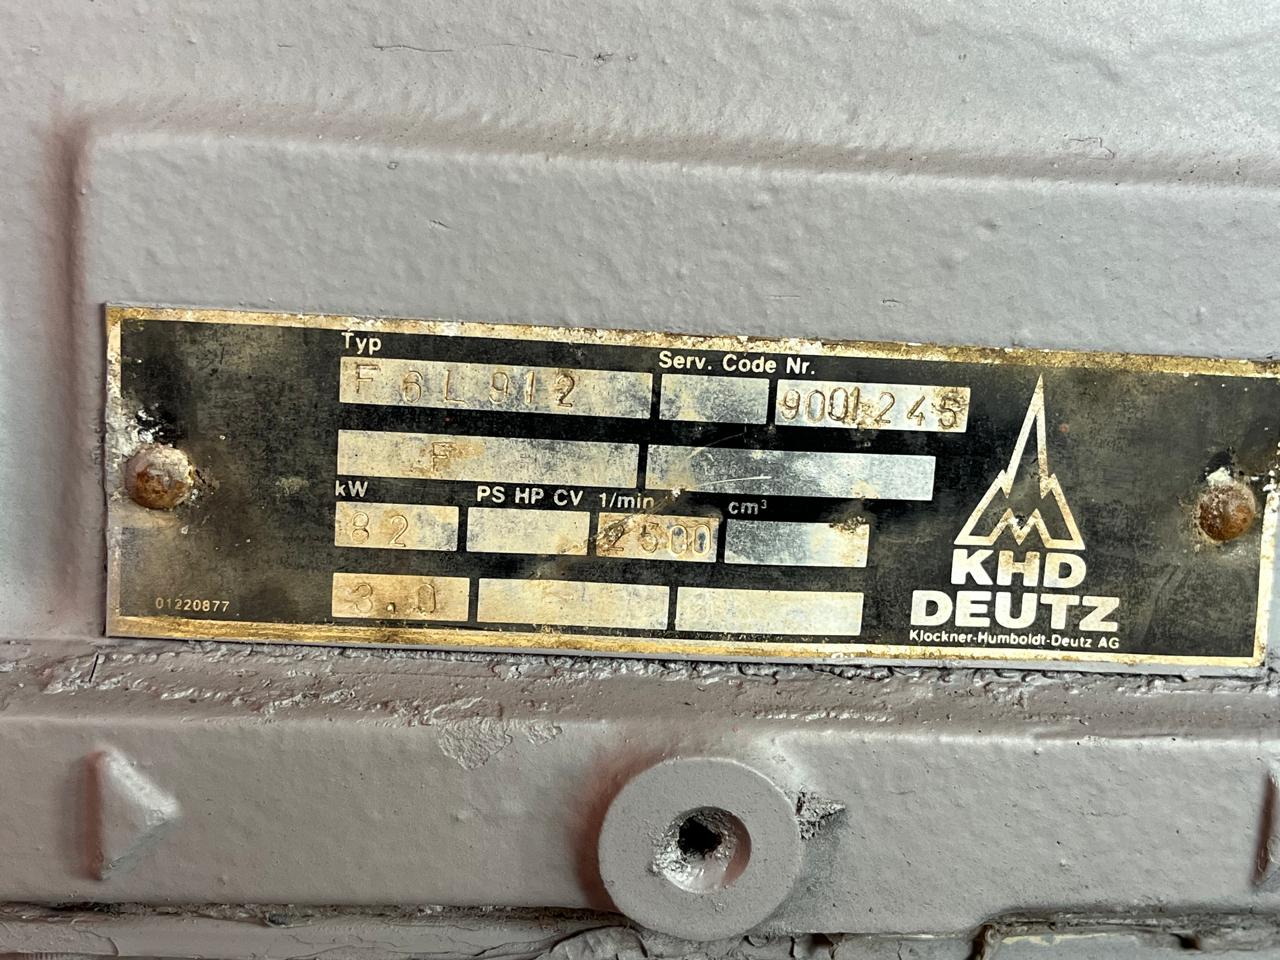 Typ
Serv. Code Nr.
F 6 L 912
9001245
F
kW
PS HP CV
1/min
cm³
82
2500
3.0
01220877
KHD
DEUTZ
Klöckner-Humboldt-Deutz AG